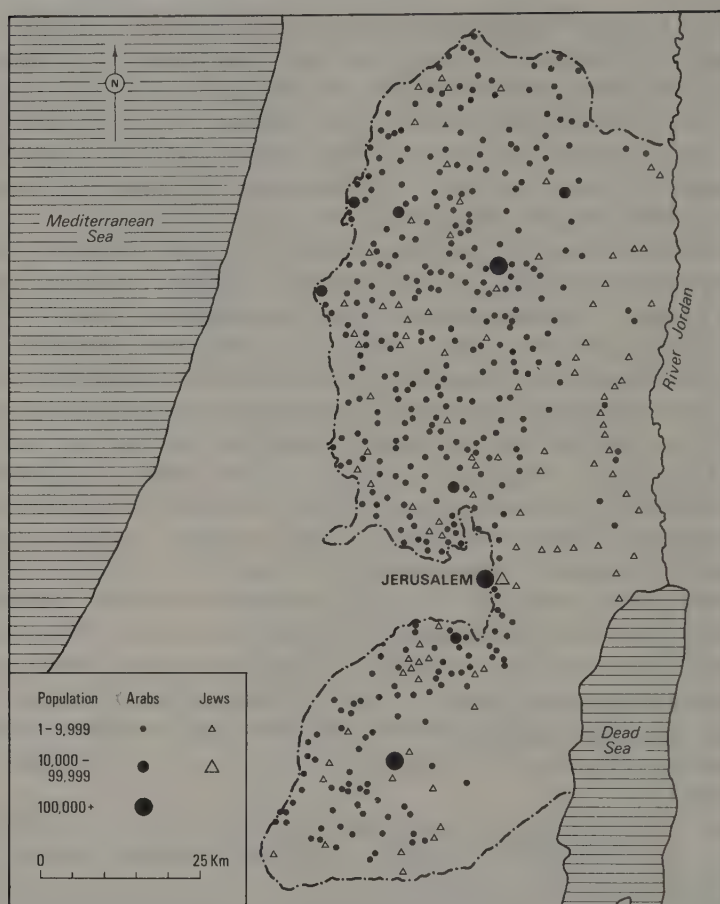 N
Mediterranean
Sea
River Jordan
JERUSALEM
Dead
Sea
Population Arabs Jews
1-9,999
10,000-
99,999
100,000+
0 25 Km